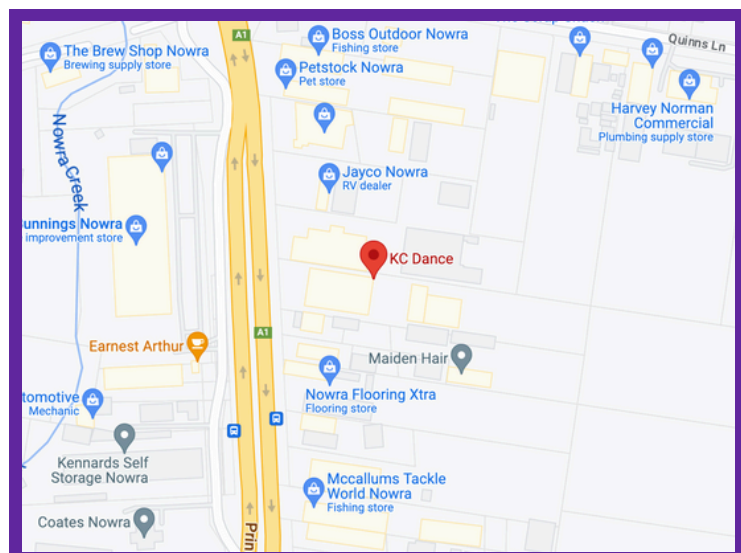 A1
Boss Outdoor Nowra
Fishing store
Quinns Ln
The Brew Shop Nowra
Brewing supply store
Petstock Nowra
Pet store
Harvey Norman
Commercial
Plumbing supply store
Nowra Creek
Jayco Nowra
RV dealer
unnings Nowra
improvement store
KC Dance
A1
Earnest Arthur
Maiden Hair
Nowra Flooring Xtra
Flooring store
tomotive
Mechanic
Kennards Self
Storage Nowra
Mccallums Tackle
World Nowra
Fishing store
Coates Nowra
Prin